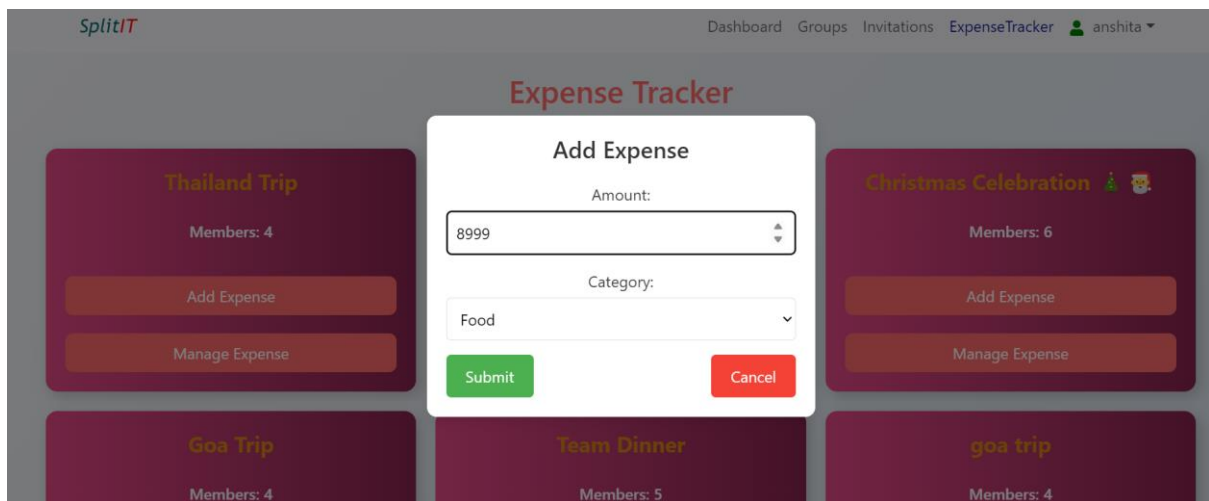 SplitIT
Dashboard Groups Invitations ExpenseTracker anshita
Expense Tracker
Add Expense
Amount:
8999
Category:
Food
Submit
Cancel
Thailand Trip
Members: 4
Add Expense
Manage Expense
Christmas Celebration 🎄 🎅
Members: 6
Add Expense
Manage Expense
Goa Trip
Members: 4
Team Dinner
Members: 5
goa trip
Members: 4